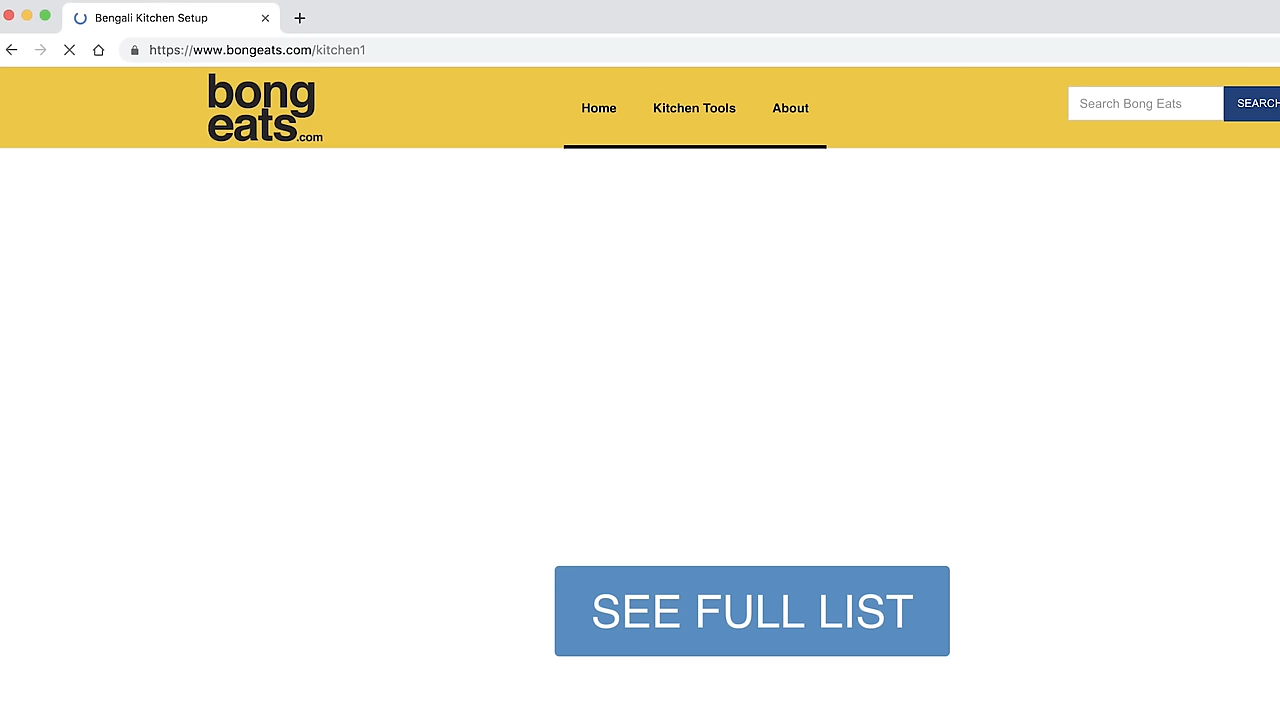 Bengali Kitchen Setup
https://www.bongeats.com/kitchen1
bong
eats.com
Home
Kitchen Tools
About
Search Bong Eats
SEARCH
SEE FULL LIST